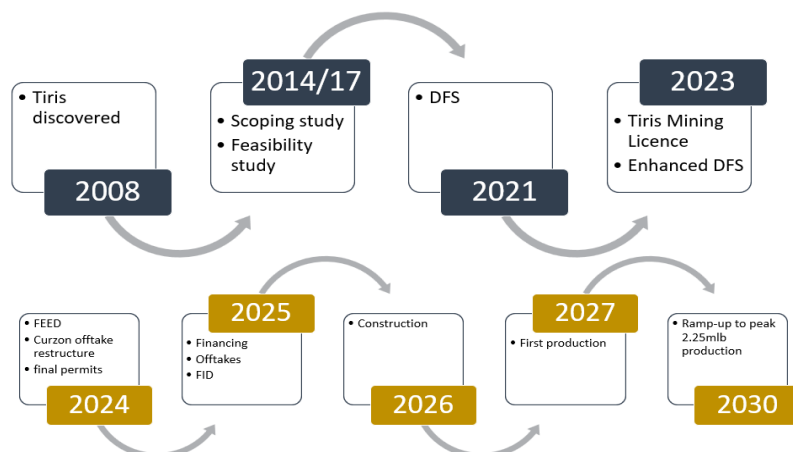 • Tiris
discovered
2008
2014/17
• Scoping study
• Feasibility
study
• DFS
2021
2023
• Tiris Mining
Licence
• Enhanced DFS
• FEED
• Curzon offtake
restructure
• final permits
2024
2025
• Financing
• Offtakes
• FID
• Construction
2026
2027
• First production
• Ramp-up to peak
2.25mlb
production
2030